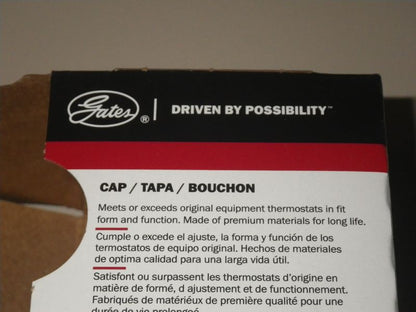 Gates ® | DRIVEN BY POSSIBILITY™
CAP / TAPA / BOUCHON
Meets or exceeds original equipment thermostats in fit
form and function. Made of premium materials for long life.
Cumple o excede el ajuste, la forma y función de los
termostatos de equipo original. Hechos de materiales
de optima calidad para una larga vida útil.
Satisfont ou surpassent les thermostats d'origine en
matière de formé, d ajustement et de functionnement.
Fabriqués de matériéux de première qualité pour une
durée de vie prolongée